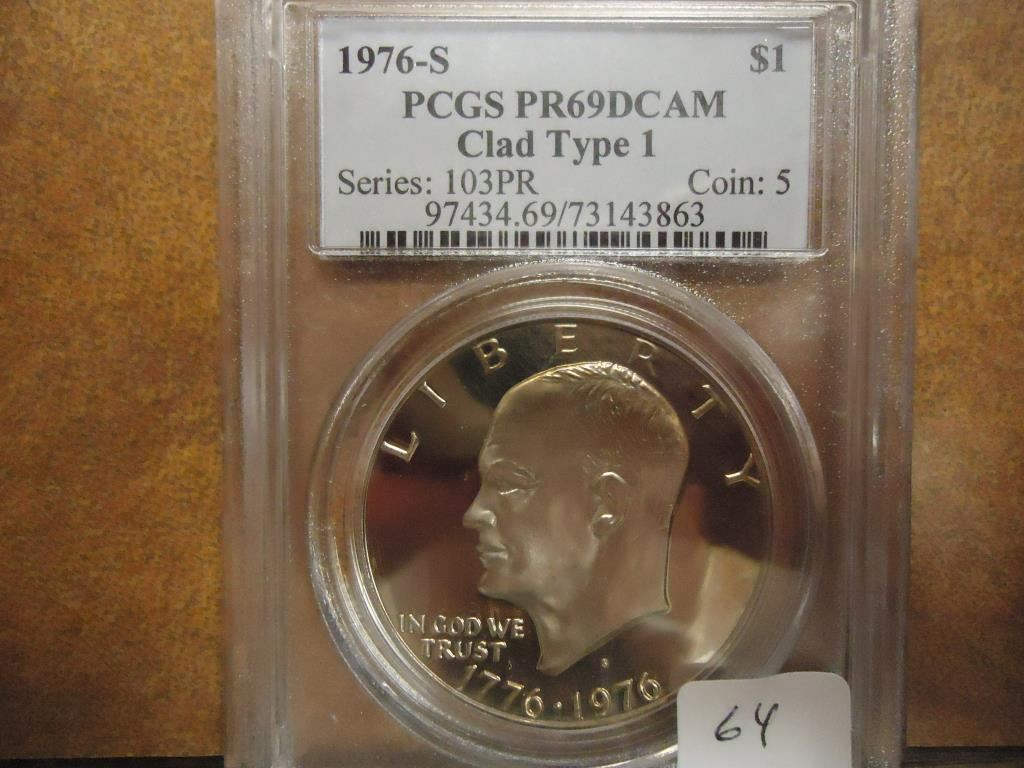 1976-S $1
PCGS PR69DCAM
Clad Type 1
Series: 103PR Coin: 5
97434.69/73143863
LIBERTY
IN GOD WE
TRUST
S
1776·1976
64